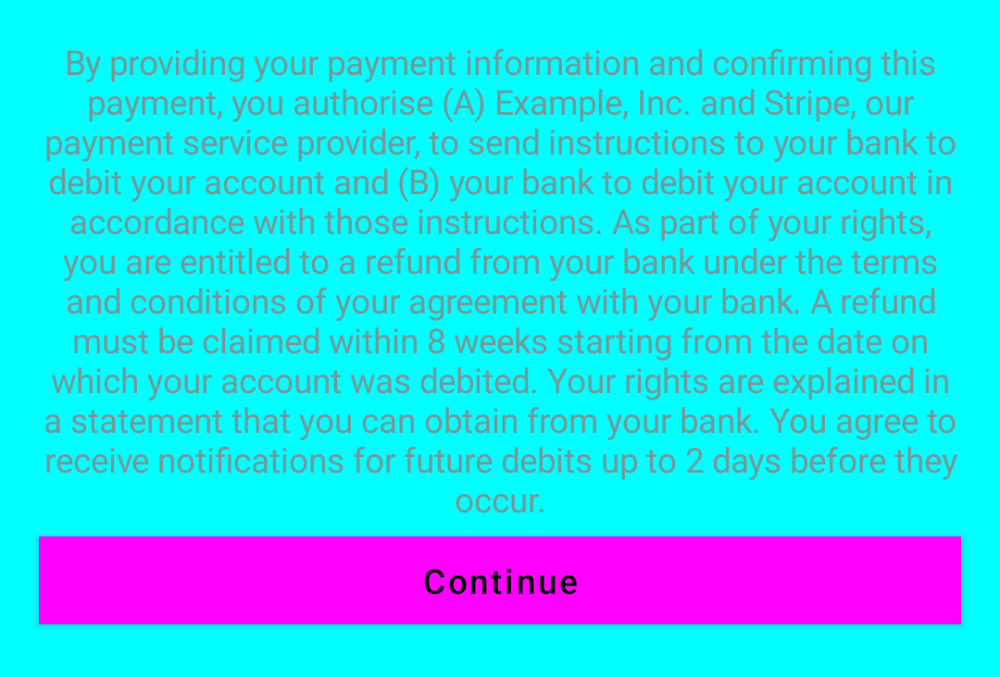 By providing your payment information and confirming this
payment, you authorise (A) Example, Inc. and Stripe, our
payment service provider, to send instructions to your bank to
debit your account and (B) your bank to debit your account in
accordance with those instructions. As part of your rights,
you are entitled to a refund from your bank under the terms
and conditions of your agreement with your bank. A refund
must be claimed within 8 weeks starting from the date on
which your account was debited. Your rights are explained in
a statement that you can obtain from your bank. You agree to
receive notifications for future debits up to 2 days before they
occur.
Continue